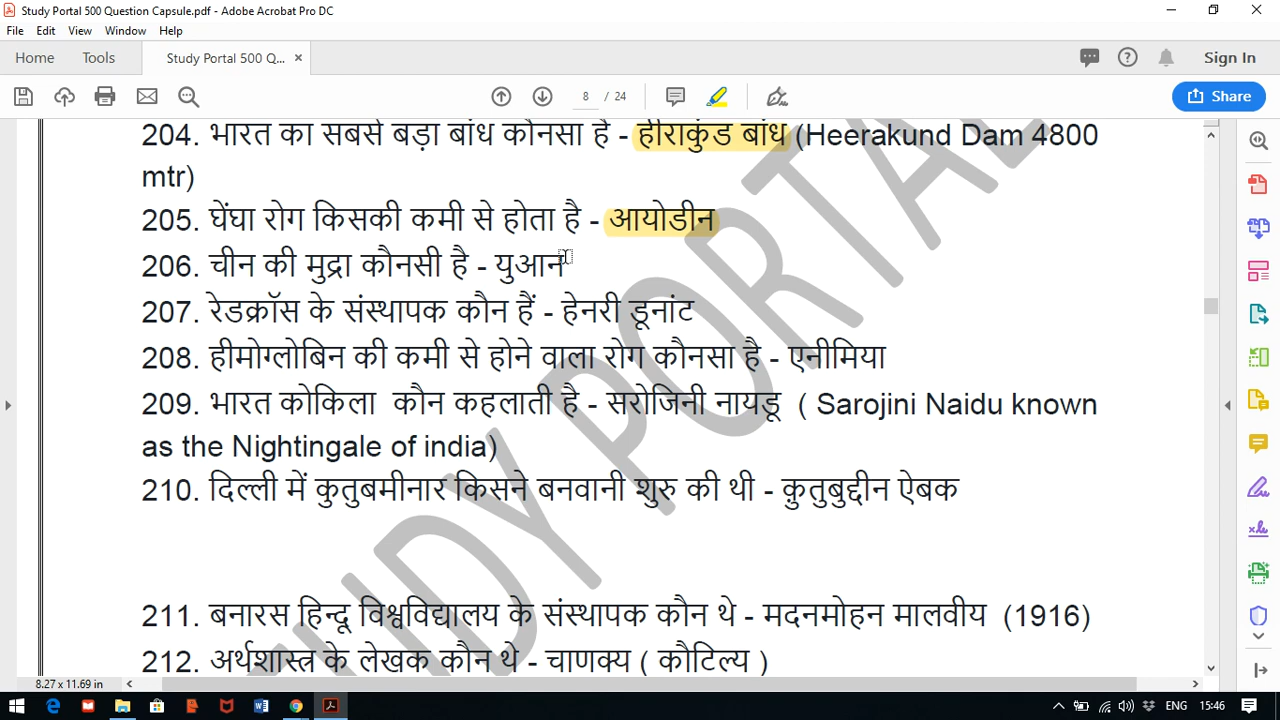 Study Portal 500 Question Capsule.pdf - Adobe Acrobat Pro DC
File Edit View Window Help
Home Tools Study Portal 500 Q... Sign In
8 / 24 Share
204. भारत का सबसे बड़ा बांध कौनसा है - हीराकुंड बांध (Heerakund Dam 4800
mtr)
205. घेंघा रोग किसकी कमी से होता है - आयोडीन
206. चीन की मुद्रा कौनसी है - युआन
207. रेडक्रॉस के संस्थापक कौन हैं - हेनरी डूनांट
208. हीमोग्लोबिन की कमी से होने वाला रोग कौनसा है - एनीमिया
209. भारत कोकिला कौन कहलाती है - सरोजिनी नायडू ( Sarojini Naidu known
as the Nightingale of india)
210. दिल्ली में कुतुबमीनार किसने बनवानी शुरु की थी - क़ुतुबुद्दीन ऐबक
211. बनारस हिन्दू विश्वविद्यालय के संस्थापक कौन थे - मदनमोहन मालवीय (1916)
212. अर्थशास्त्र के लेखक कौन थे - चाणक्य ( कौटिल्य )
STUDY PORTAL
8.27 x 11.69 in
ENG 15:46